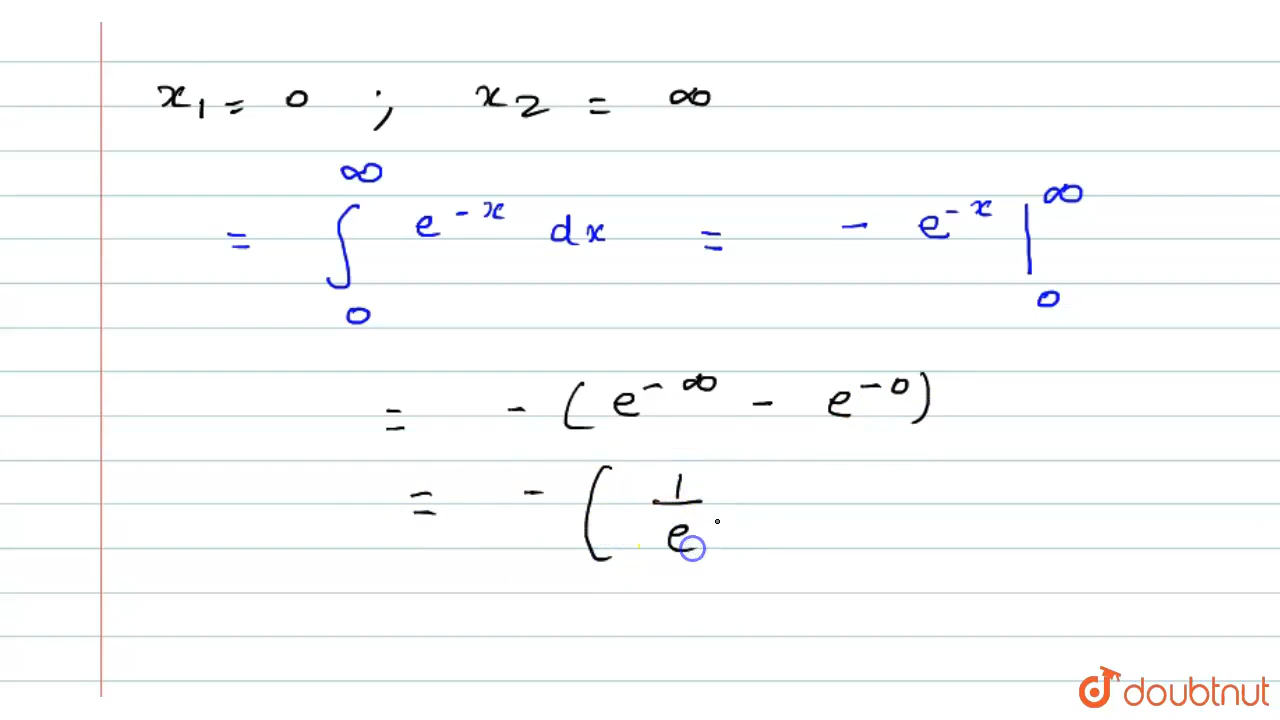 x₁ = 0 ; x₂ = ∞
= ∫₀^∞ e^{-x} dx = - e^{-x} |₀^∞
= - (e^{-∞} - e^{-0})
= - ( 1/e
doubtnut